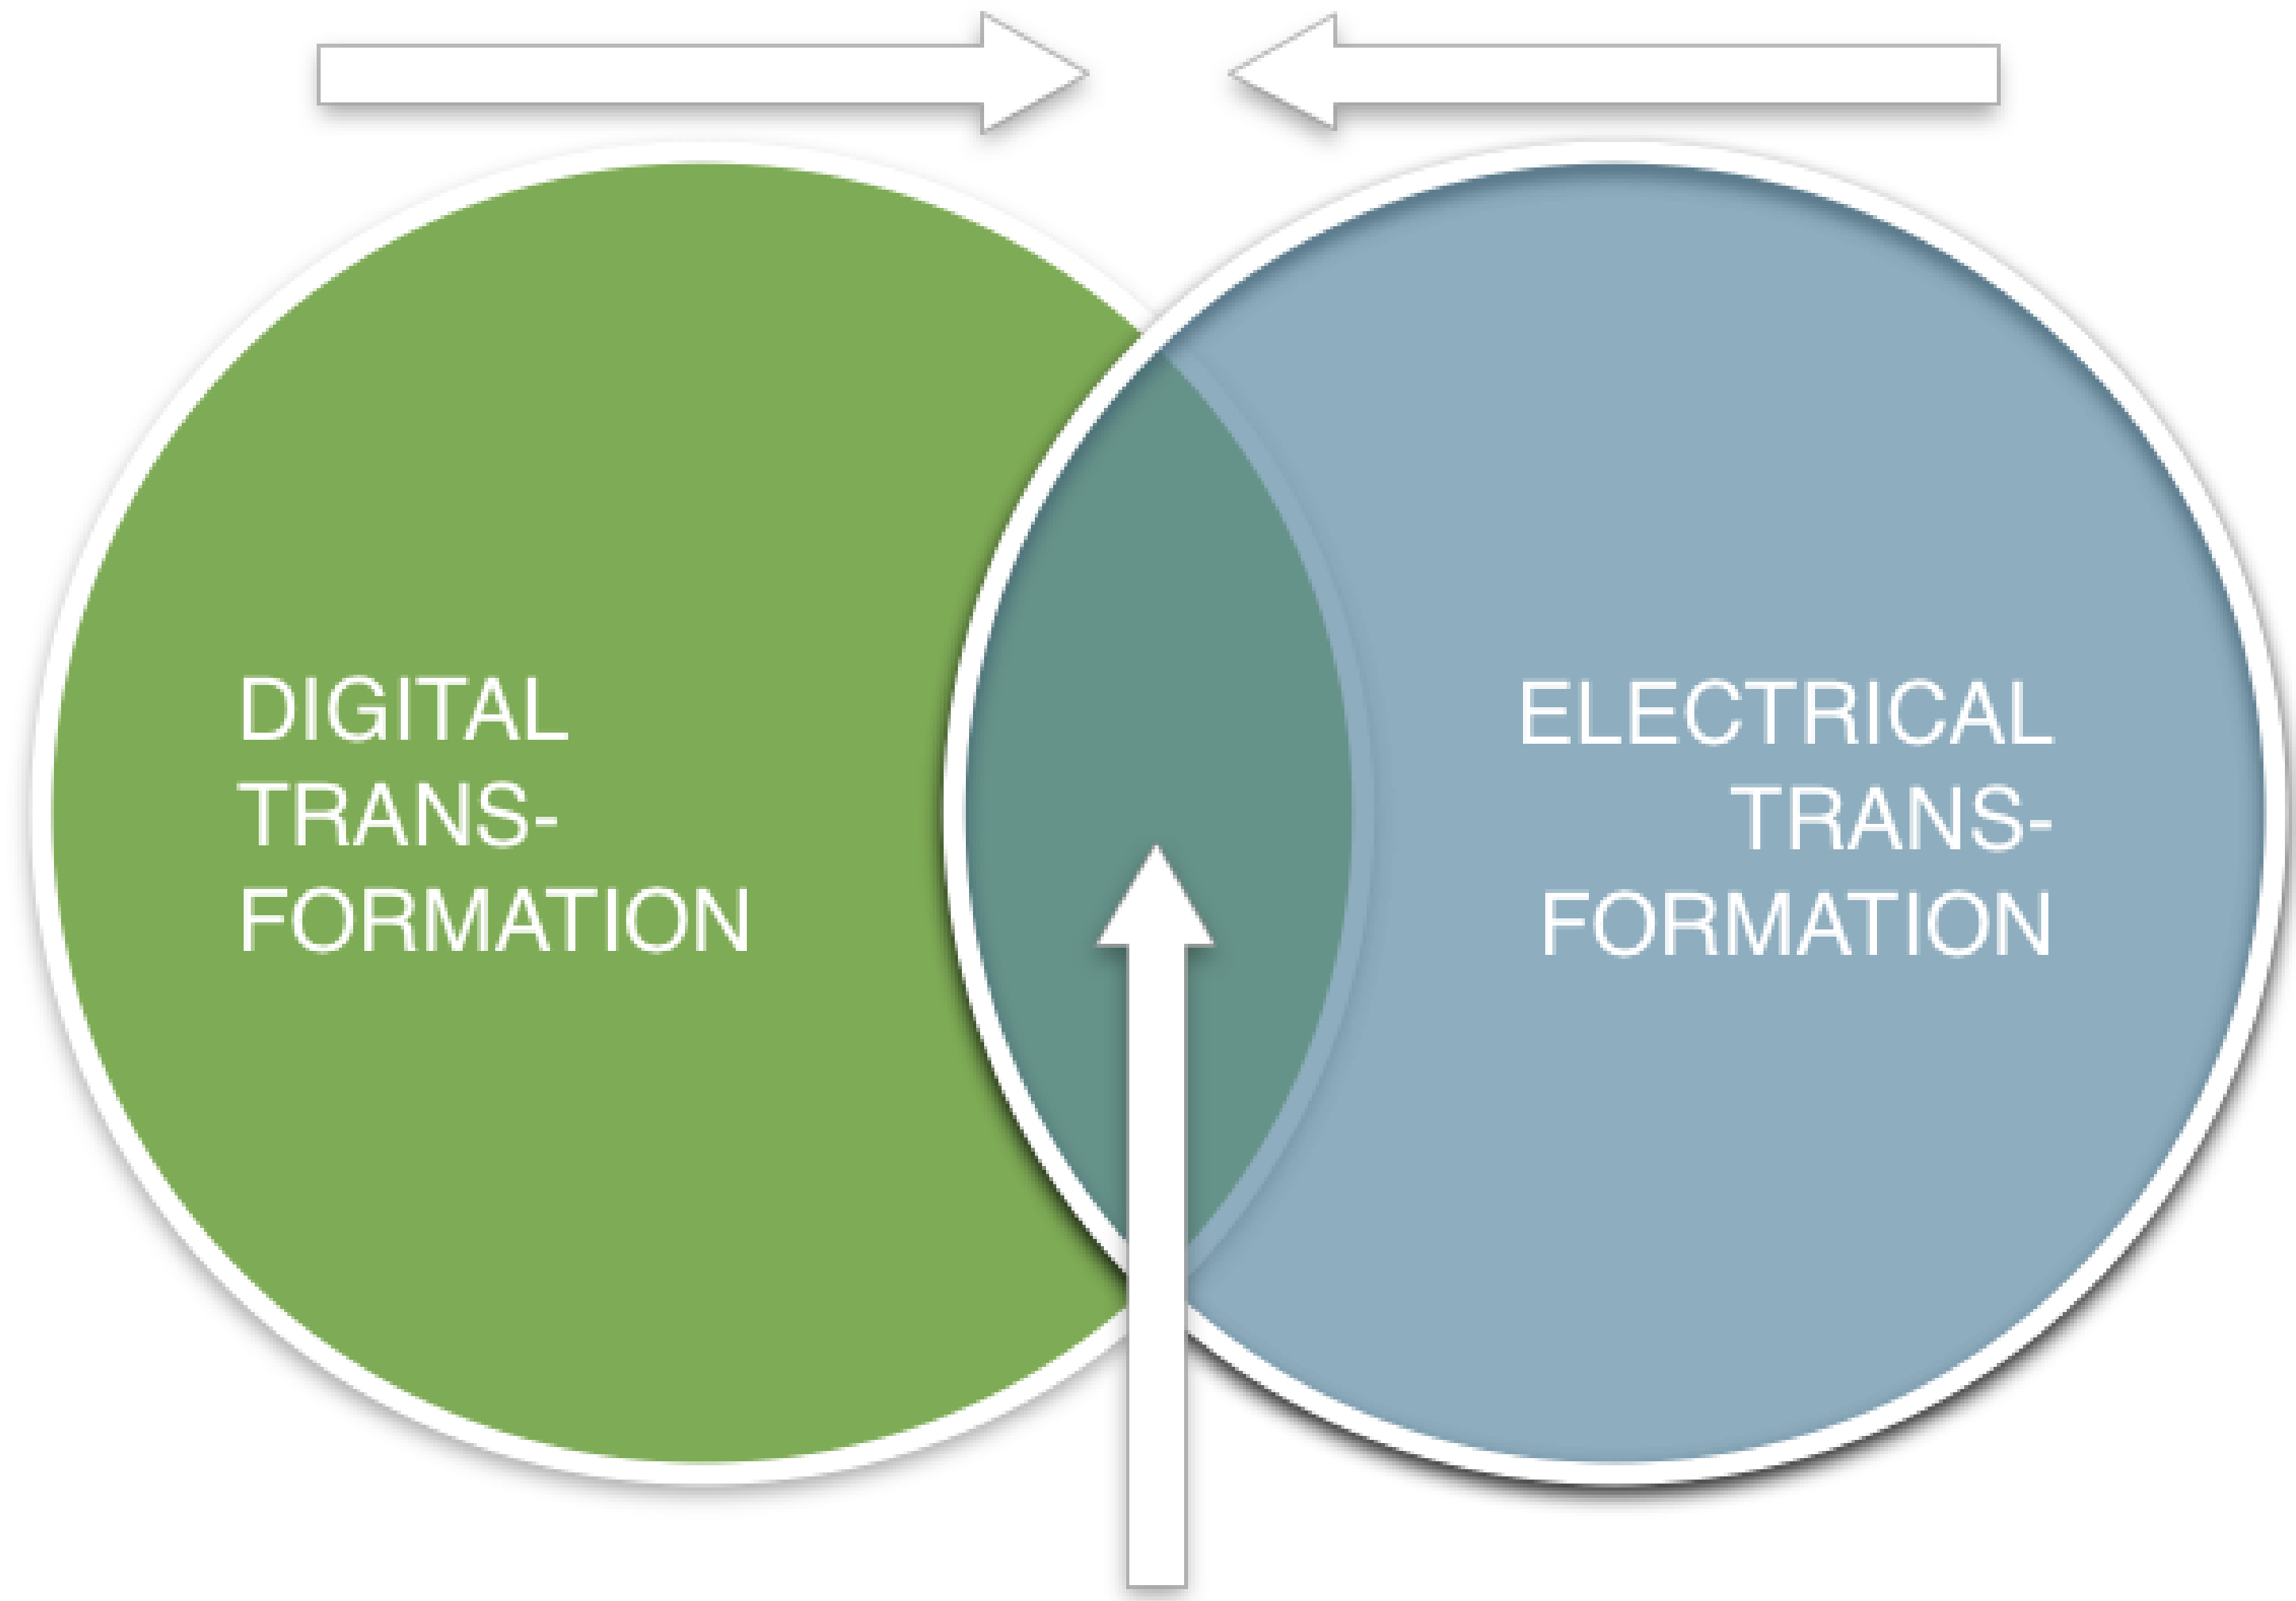 DIGITAL
TRANS-
FORMATION
ELECTRICAL
TRANS-
FORMATION